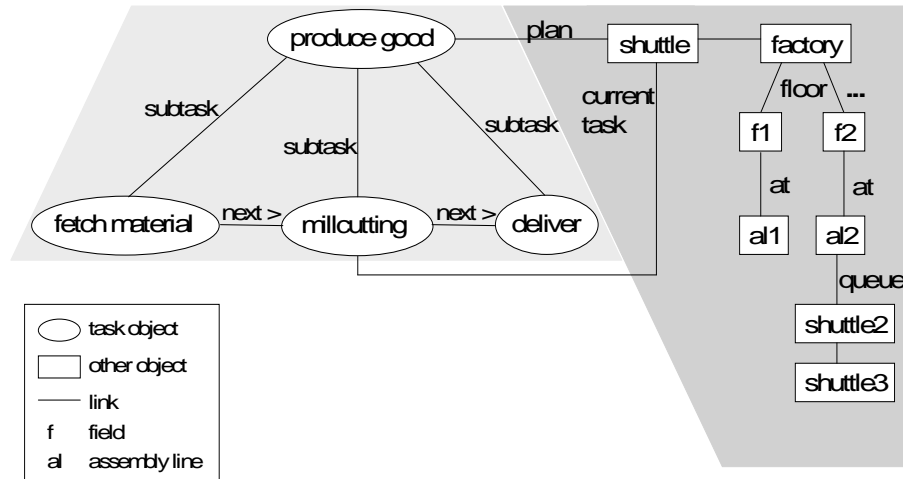 produce good
plan
shuttle
factory
subtask
subtask
subtask
current
task
floor
...
f1
f2
at
at
fetch material
next >
millcutting
next >
deliver
al1
al2
queue
shuttle2
shuttle3
task object
other object
link
f field
al assembly line